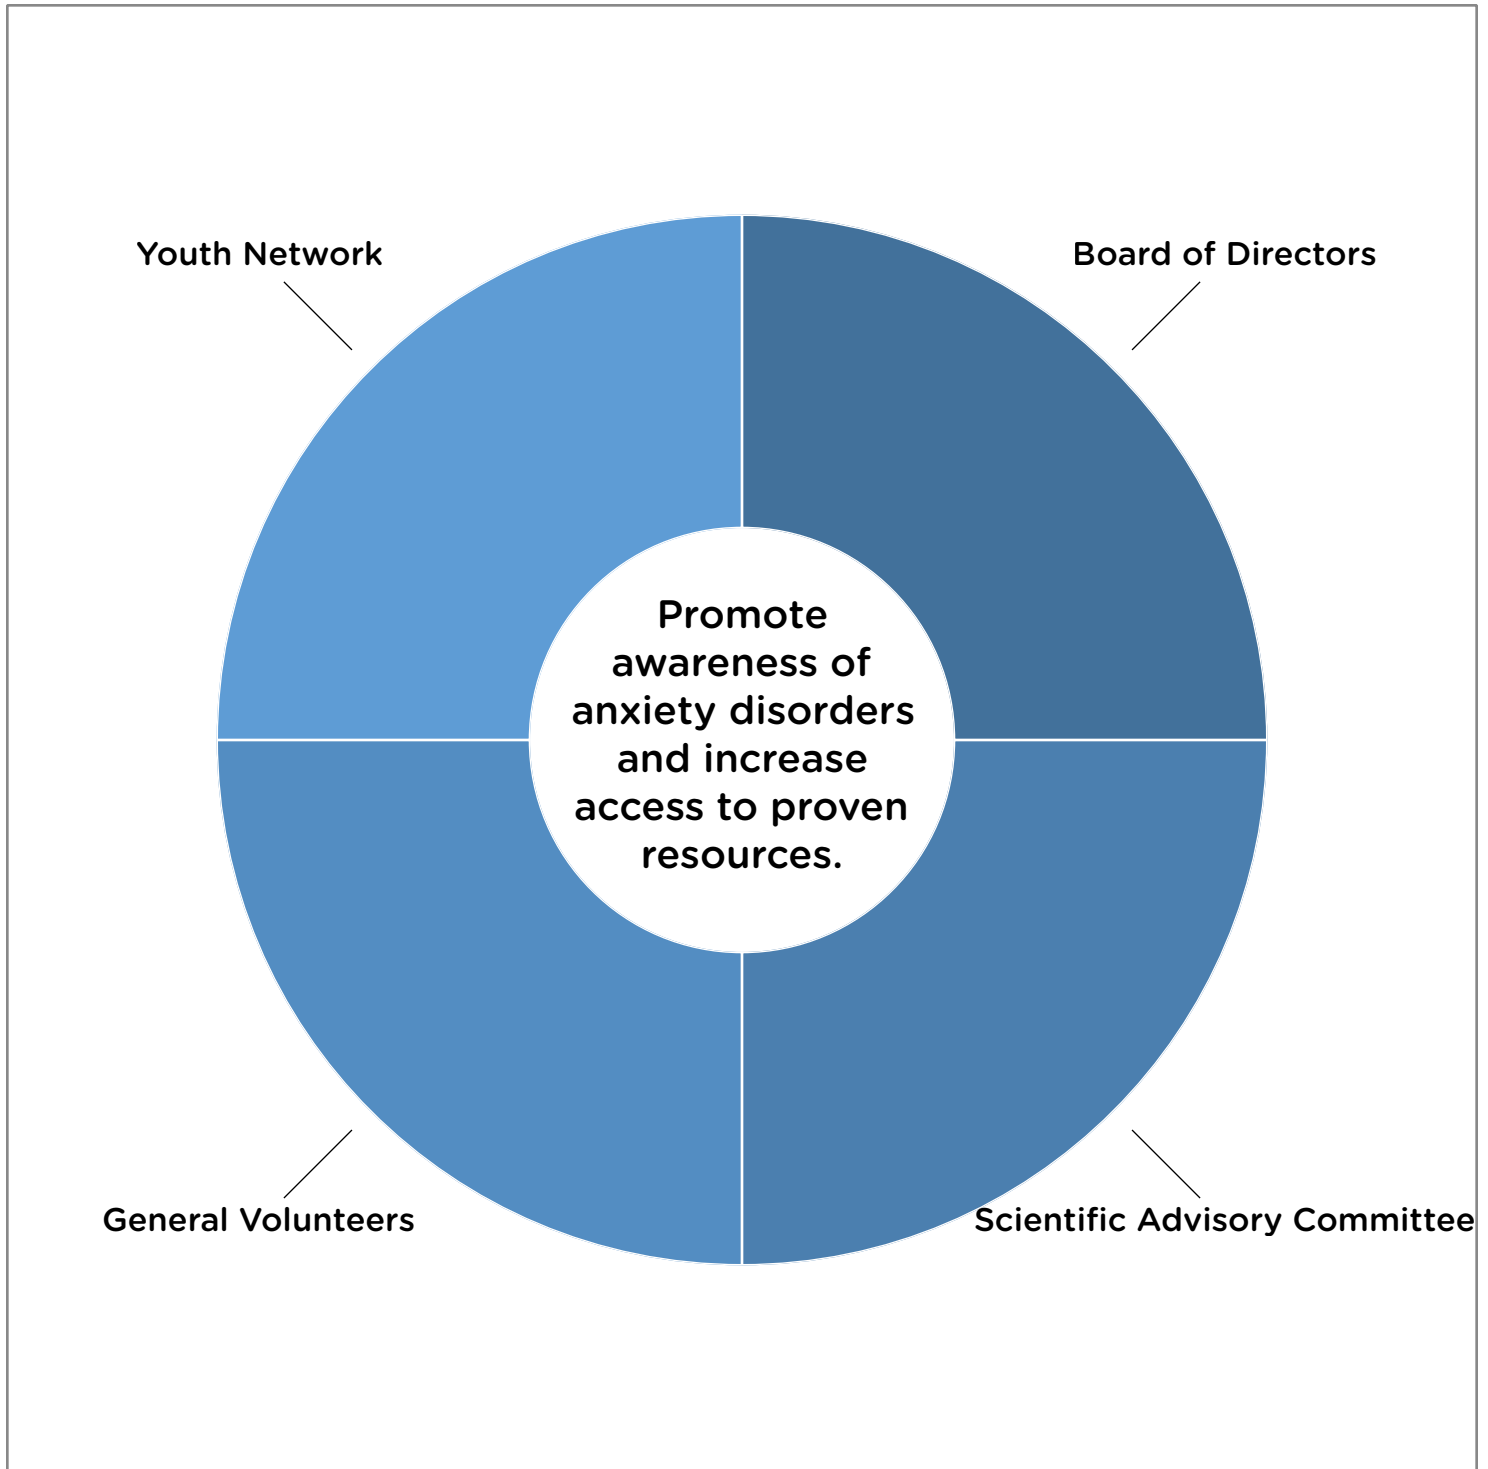 Youth Network
Board of Directors
Promote
awareness of
anxiety disorders
and increase
access to proven
resources.
General Volunteers
Scientific Advisory Committee